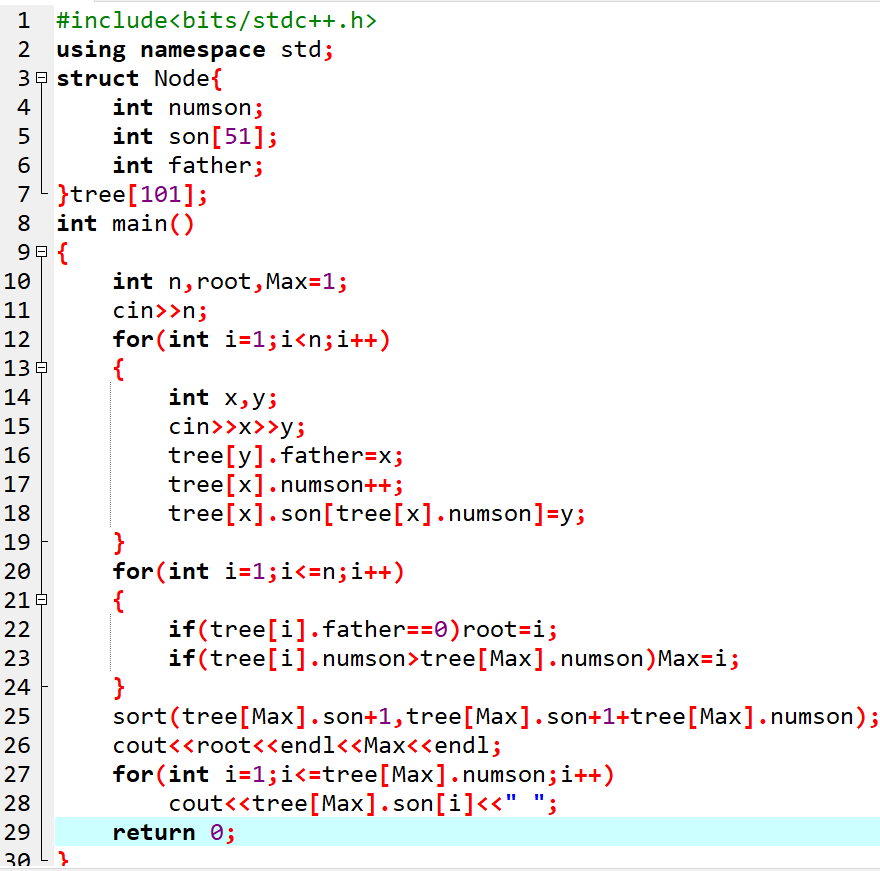 1 #include<bits/stdc++.h>
2 using namespace std;
3 struct Node{
4     int numson;
5     int son[51];
6     int father;
7 }tree[101];
8 int main()
9 {
10     int n,root,Max=1;
11     cin>>n;
12     for(int i=1;i<n;i++)
13     {
14         int x,y;
15         cin>>x>>y;
16         tree[y].father=x;
17         tree[x].numson++;
18         tree[x].son[tree[x].numson]=y;
19     }
20     for(int i=1;i<=n;i++)
21     {
22         if(tree[i].father==0)root=i;
23         if(tree[i].numson>tree[Max].numson)Max=i;
24     }
25     sort(tree[Max].son+1,tree[Max].son+1+tree[Max].numson);
26     cout<<root<<endl<<Max<<endl;
27     for(int i=1;i<=tree[Max].numson;i++)
28         cout<<tree[Max].son[i]<<" ";
29     return 0;
30 }